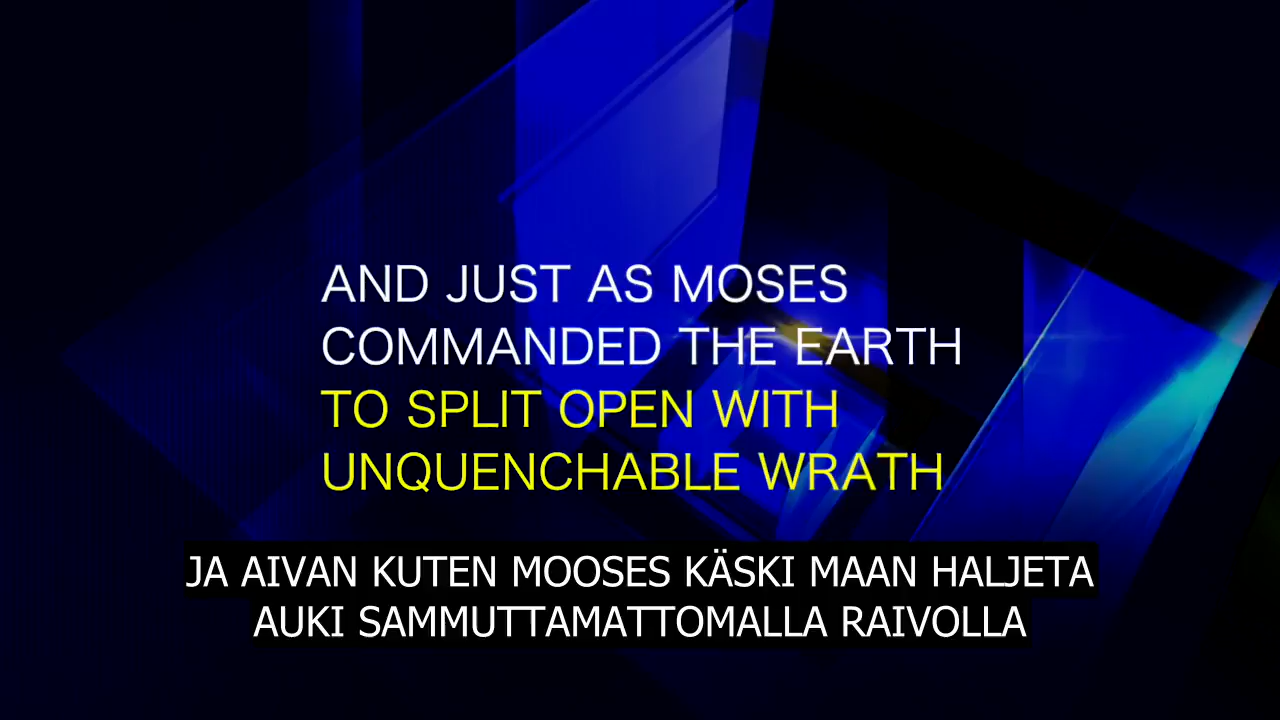 AND JUST AS MOSES
COMMANDED THE EARTH
TO SPLIT OPEN WITH
UNQUENCHABLE WRATH
JA AIVAN KUTEN MOOSES KÄSKI MAAN HALJETA
AUKI SAMMUTTAMATTOMALLA RAIVOLLA